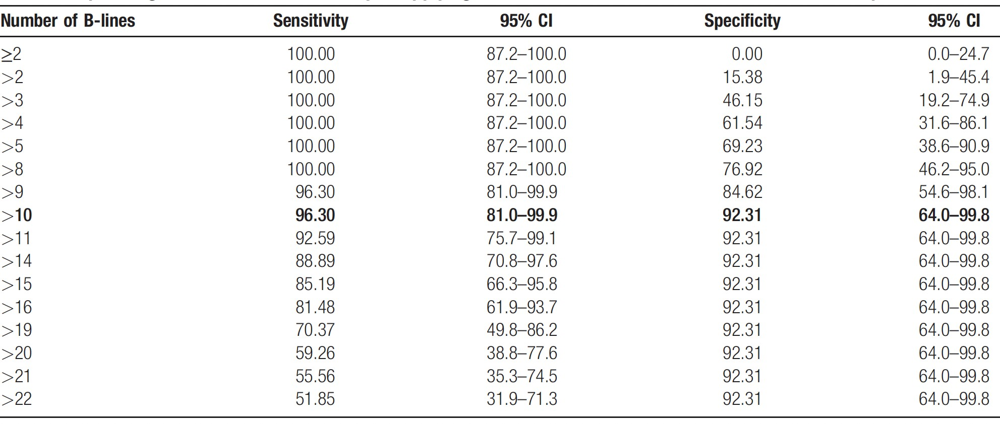 Number of B-lines Sensitivity 95% CI Specificity 95% CI
≥2 100.00 87.2–100.0 0.00 0.0–24.7
>2 100.00 87.2–100.0 15.38 1.9–45.4
>3 100.00 87.2–100.0 46.15 19.2–74.9
>4 100.00 87.2–100.0 61.54 31.6–86.1
>5 100.00 87.2–100.0 69.23 38.6–90.9
>8 100.00 87.2–100.0 76.92 46.2–95.0
>9 96.30 81.0–99.9 84.62 54.6–98.1
>10 96.30 81.0–99.9 92.31 64.0–99.8
>11 92.59 75.7–99.1 92.31 64.0–99.8
>14 88.89 70.8–97.6 92.31 64.0–99.8
>15 85.19 66.3–95.8 92.31 64.0–99.8
>16 81.48 61.9–93.7 92.31 64.0–99.8
>19 70.37 49.8–86.2 92.31 64.0–99.8
>20 59.26 38.8–77.6 92.31 64.0–99.8
>21 55.56 35.3–74.5 92.31 64.0–99.8
>22 51.85 31.9–71.3 92.31 64.0–99.8